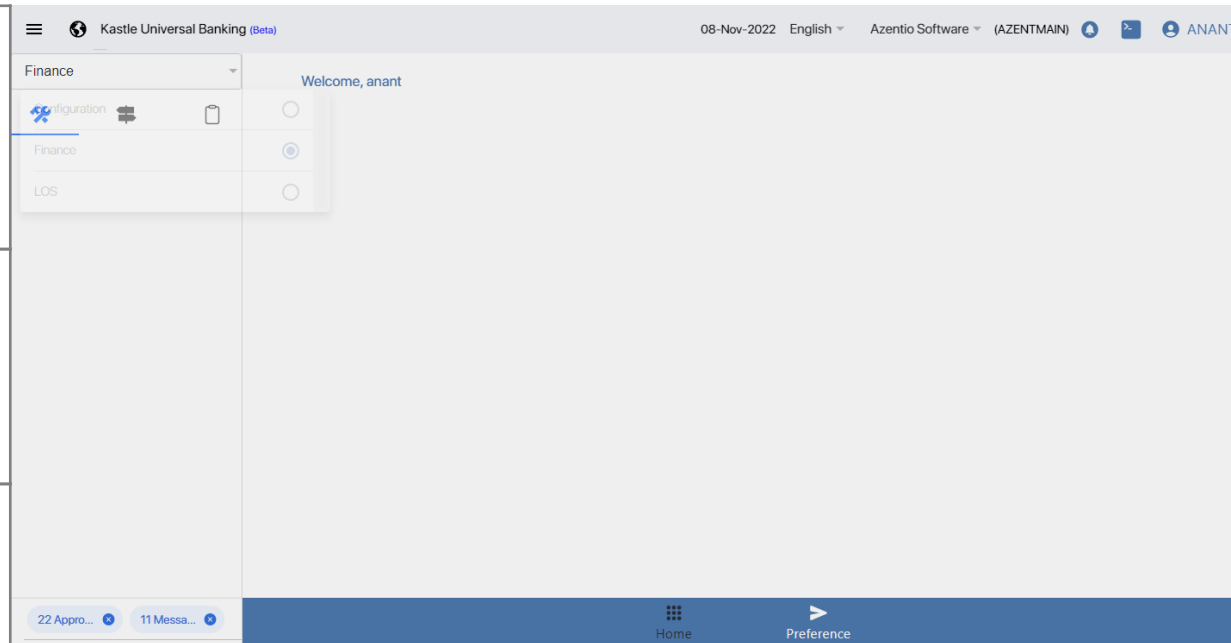 Kastle Universal Banking (Beta) 08-Nov-2022 English Azentio Software (AZENTMAIN) ANANT
Finance
Welcome, anant
Configuration
Finance
LOS
22 Appro... 11 Messa...
Home Preference